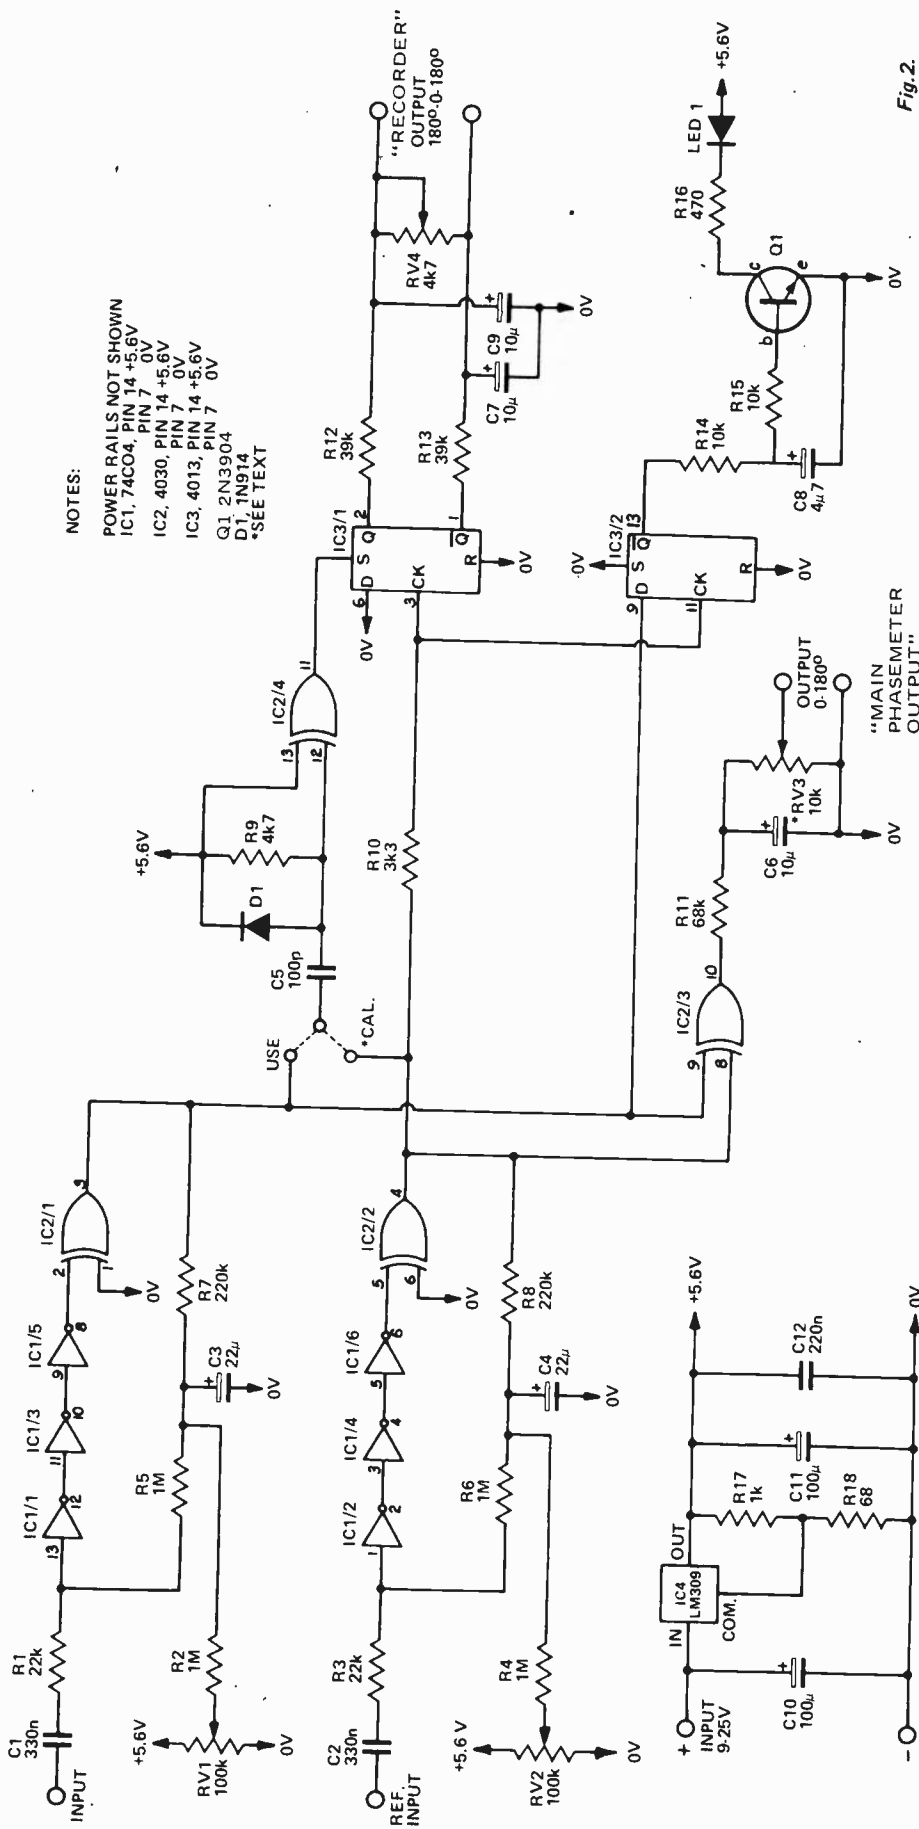 NOTES:
POWER RAILS NOT SHOWN
IC1, 74CO4, PIN 14 +5.6V
PIN 7 0V
IC2, 4030, PIN 14 +5.6V
PIN 7 0V
IC3, 4013, PIN 14 +5.6V
PIN 7 0V
Q1 2N3904
D1, 1N914
*SEE TEXT
INPUT
C1
330n
R1
22k
13
IC1/1
12
11
IC1/3
10
9
IC1/5
8
2
1
IC2/1
3
0V
R5
1M
R7
220k
C3
22µ
+
0V
R2
1M
+5.6V
RV1
100k
0V
REF.
INPUT
C2
330n
R3
22k
1
IC1/2
2
3
IC1/4
4
5
IC1/6
6
5
6
IC2/2
4
0V
R6
1M
R8
220k
C4
22µ
+
0V
R4
1M
+5.6V
RV2
100k
0V
USE
*CAL.
C5
100p
D1
R9
4k7
+5.6V
13
12
IC2/4
11
R10
3k3
IC3/1
6
D
S
Q
2
0V
3
CK
Q
1
R
0V
R12
39k
R13
39k
C7
10µ
+
C9
10µ
+
0V
RV4
4k7
"RECORDER"
OUTPUT
180º-0-180º
IC3/2
0V
9
D
S
Q
13
11
CK
R
0V
R14
10k
R15
10k
C8
4µ7
+
b
c
e
Q1
0V
R16
470
LED 1
+5.6V
9
8
IC2/3
10
R11
68k
C6
10µ
+
*RV3
10k
0V
OUTPUT
0-180º
"MAIN
PHASEMETER
OUTPUT"
+
INPUT
9-25V
-
C10
100µ
+
IN
IC4
LM309
OUT
COM.
R17
1k
R18
68
C11
100µ
+
C12
220n
+5.6V
0V
Fig.2.